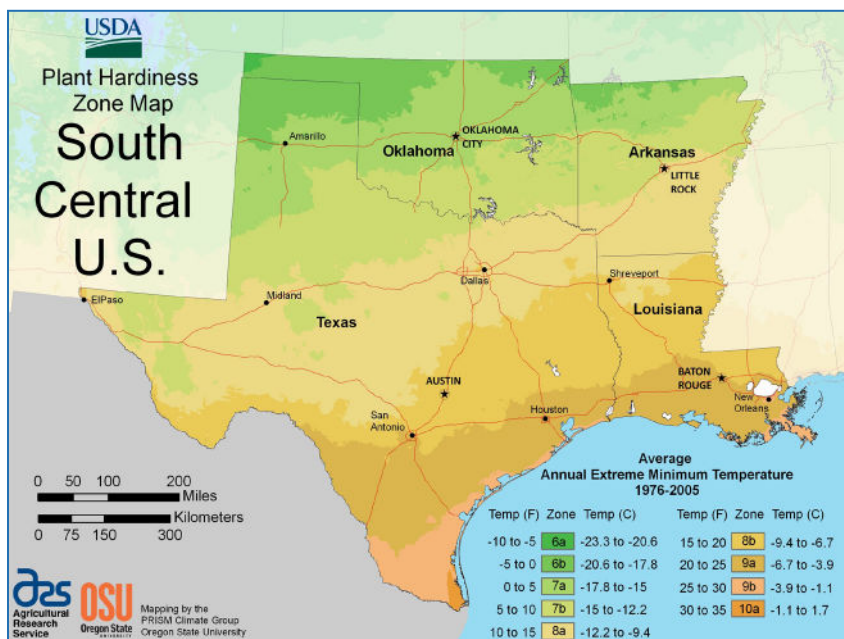 USDA
Plant Hardiness
Zone Map
South
Central
U.S.
Amarillo
Oklahoma
OKLAHOMA
CITY
Arkansas
LITTLE
ROCK
ElPaso
Midland
Dallas
Shreveport
Texas
Louisiana
AUSTIN
BATON
ROUGE
San
Antonio
Houston
New
Orleans
0 50 100 200
Miles
Kilometers
0 75 150 300
Average
Annual Extreme Minimum Temperature
1976-2005
Temp (F) Zone Temp (C)
-10 to -5 6a -23.3 to -20.6
-5 to 0 6b -20.6 to -17.8
0 to 5 7a -17.8 to -15
5 to 10 7b -15 to -12.2
10 to 15 8a -12.2 to -9.4
Temp (F) Zone Temp (C)
15 to 20 8b -9.4 to -6.7
20 to 25 9a -6.7 to -3.9
25 to 30 9b -3.9 to -1.1
30 to 35 10a -1.1 to 1.7
ars
Agricultural
Research
Service
OSU
Oregon State
UNIVERSITY
Mapping by the
PRISM Climate Group
Oregon State University